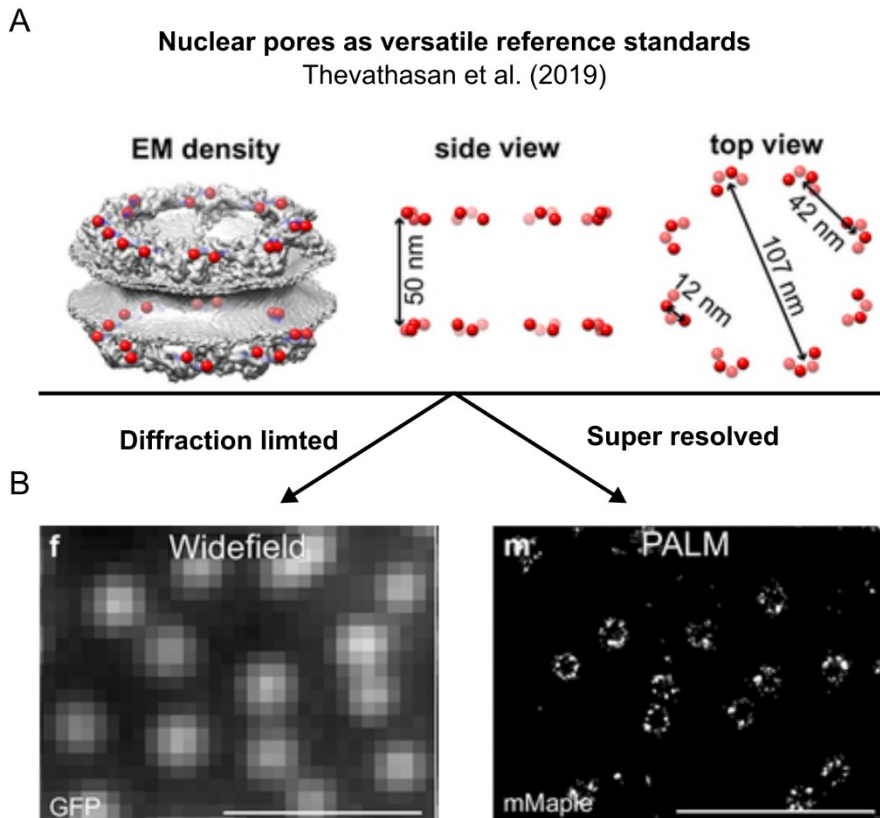 A
Nuclear pores as versatile reference standards
Thevathasan et al. (2019)
EM density
side view
top view
50 nm
42 nm
107 nm
12 nm
Diffraction limted
Super resolved
B
f
Widefield
GFP
m
PALM
mMaple